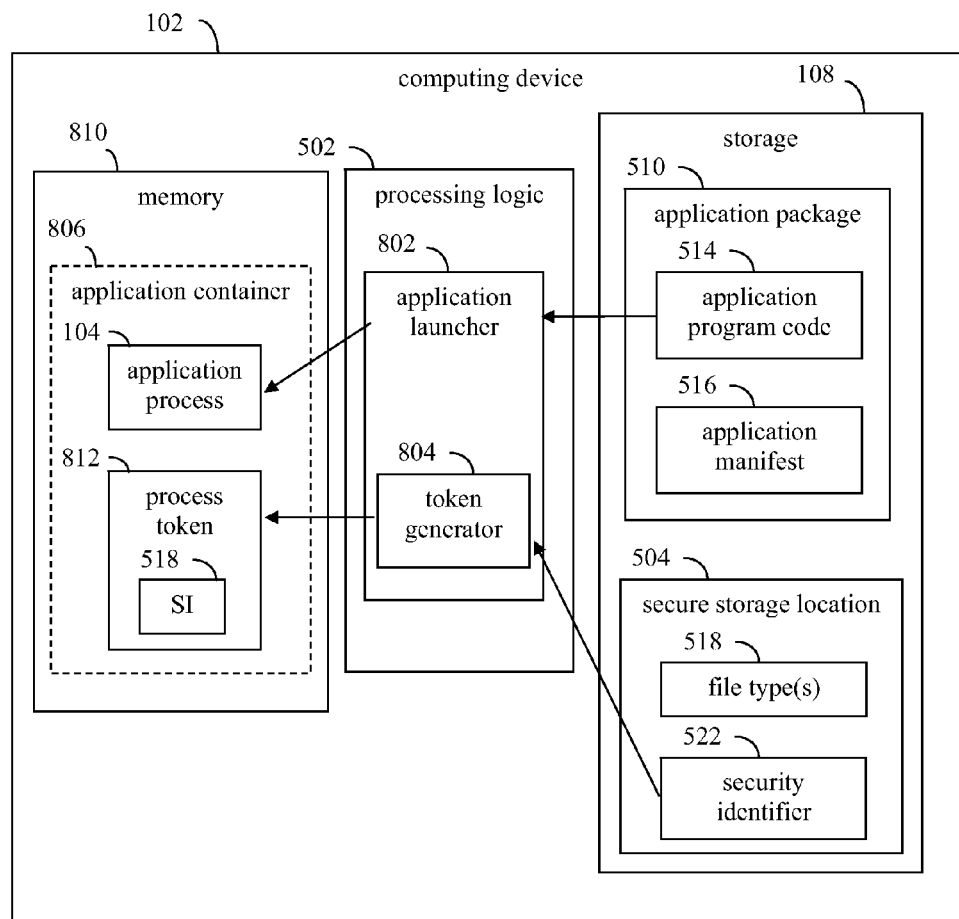 102
computing device
108
storage
810
memory
502
processing logic
510
application package
806
application container
802
application
launcher
514
application
program code
104
application
process
516
application
manifest
812
process
token
518
SI
804
token
generator
504
secure storage location
518
file type(s)
522
security
identifier